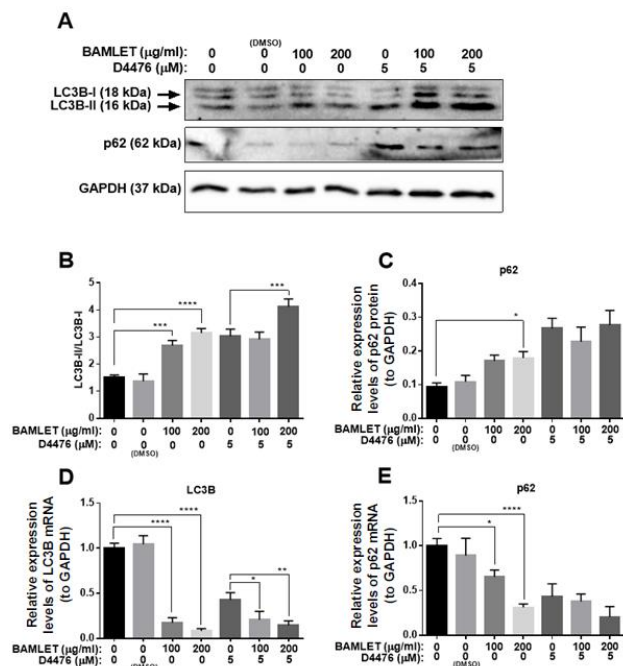 A
BAMLET (μg/ml): 0 0 (DMSO) 100 200 0 100 200
D4476 (μM): 0 0 0 0 5 5 5
LC3B-I (18 kDa)
LC3B-II (16 kDa)
p62 (62 kDa)
GAPDH (37 kDa)
B
LC3B-II/LC3B-I
5
4
3
2
1
0
*** **** ***
BAMLET (μg/ml): 0 0 100 200 0 100 200
D4476 (μM): 0 0 (DMSO) 0 0 5 5 5
C
p62
Relative expression
levels of p62 protein
(to GAPDH)
0.4
0.3
0.2
0.1
0.0
*
BAMLET (μg/ml): 0 0 100 200 0 100 200
D4476 (μM): 0 0 (DMSO) 0 0 5 5 5
D
LC3B
Relative expression
levels of LC3B mRNA
(to GAPDH)
1.5
1.0
0.5
0.0
**** **** * **
BAMLET (μg/ml): 0 0 100 200 0 100 200
D4476 (μM): 0 0 (DMSO) 0 0 5 5 5
E
p62
Relative expression
levels of p62 mRNA
(to GAPDH)
1.5
1.0
0.5
0.0
* ****
BAMLET (μg/ml): 0 0 100 200 0 100 200
D4476 (μM): 0 0 (DMSO) 0 0 5 5 5